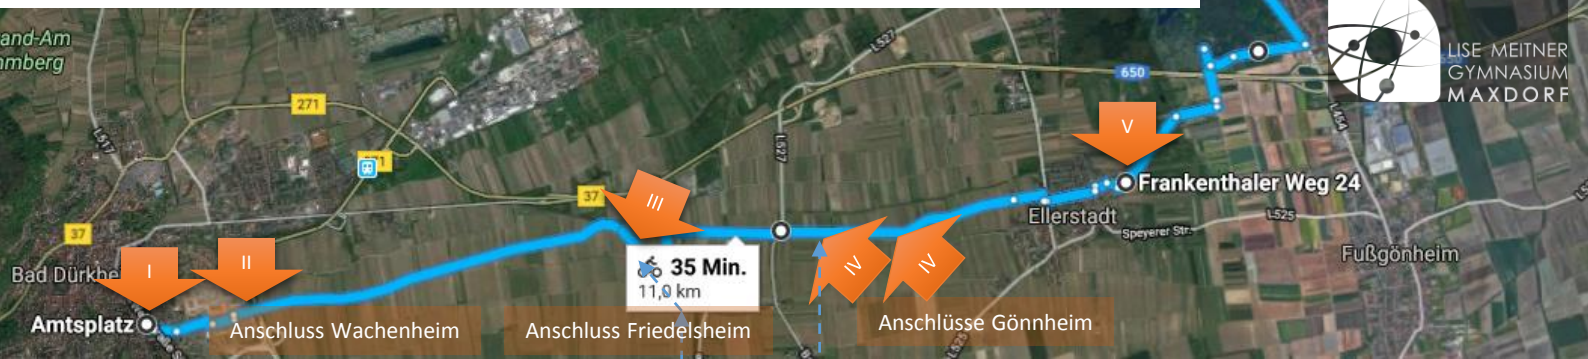 and-Am
mberg
L517
271
271
37
37
Bad Dürkhe
I
II
III
IV
IV
V
Amtsplatz
35 Min.
11,0 km
Anschluss Wachenheim
Anschluss Friedelsheim
Anschlüsse Gönnheim
L527
L527
650
L454
Frankenthaler Weg 24
Ellerstadt
Speyerer Str.
L525
L525
Fußgönheim
LISE MEITNER
GYMNASIUM
MAXDORF